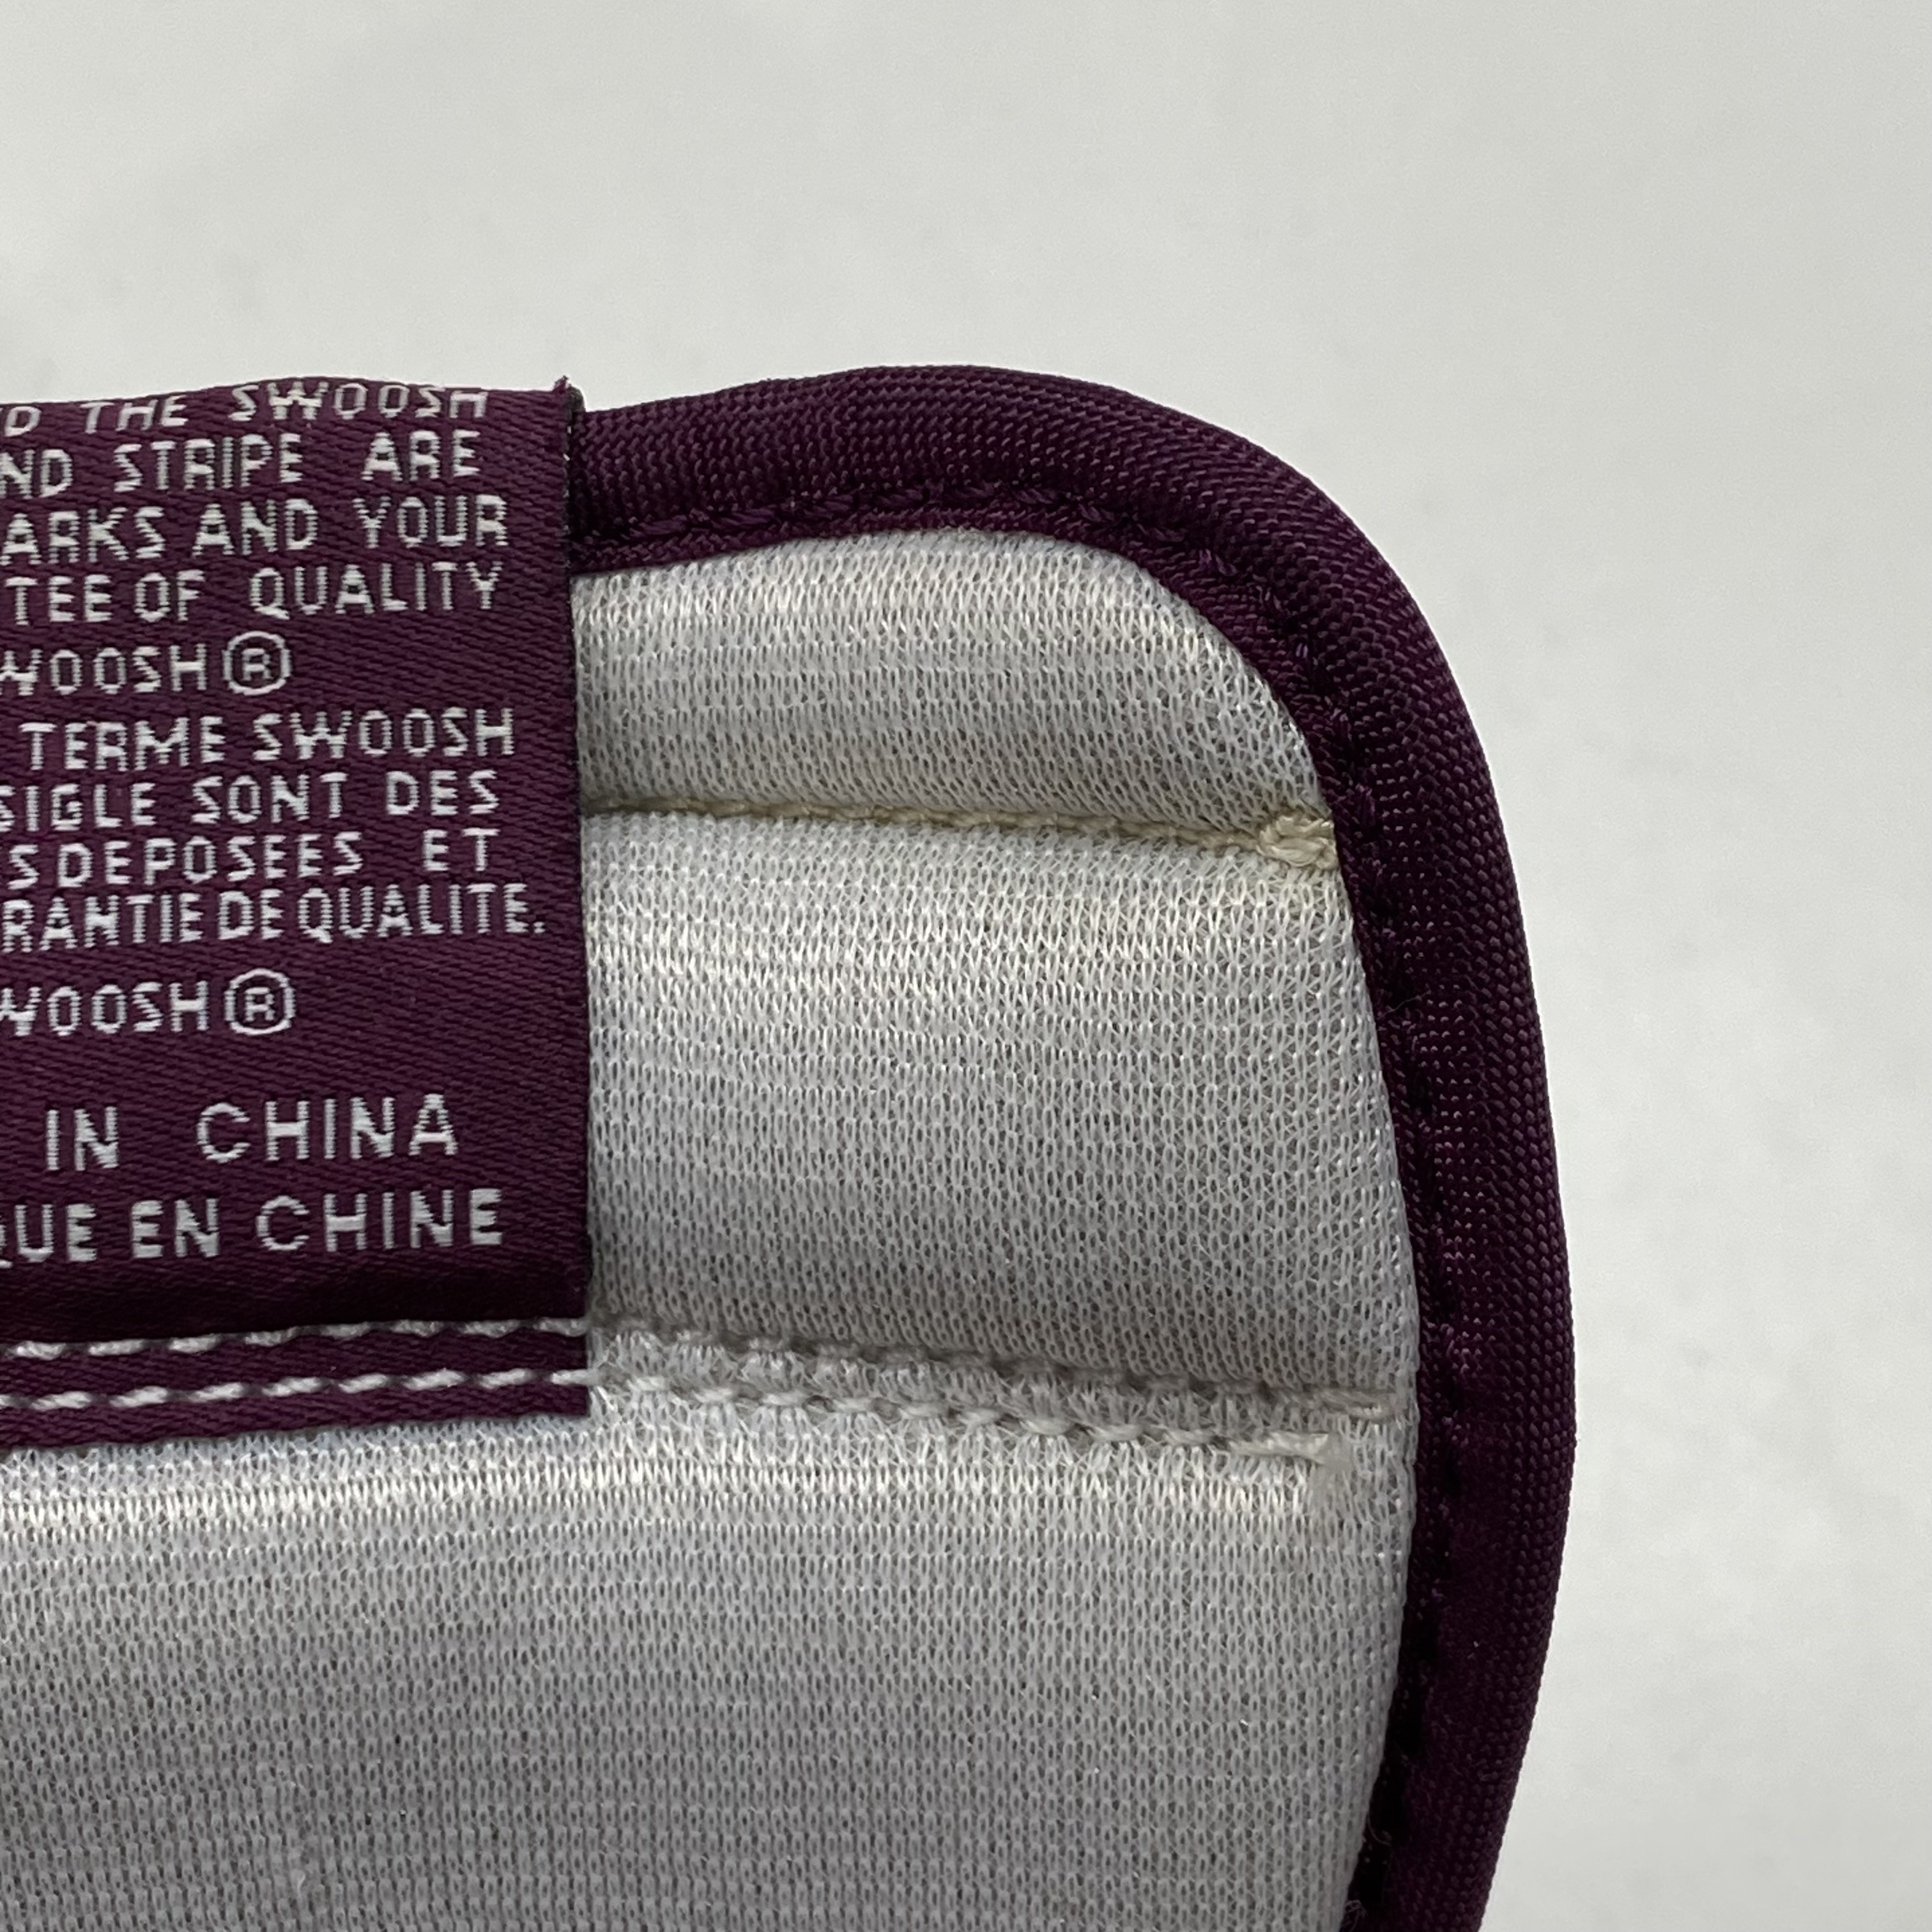 D THE SWOOSH
ND STRIPE ARE
ARKS AND YOUR
TEE OF QUALITY
WOOSH®
TERME SWOOSH
SIGLE SONT DES
S DEPOSEES ET
RANTIE DE QUALITE.
WOOSH®
IN CHINA
QUE EN CHINE